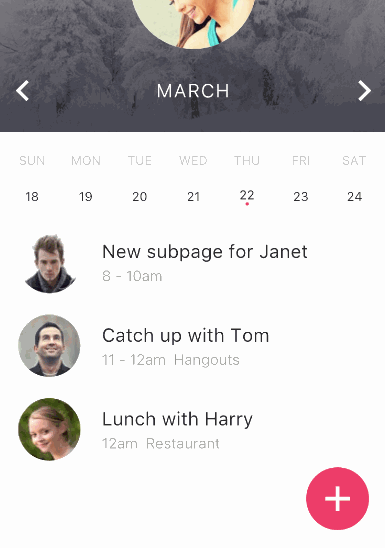 MARCH
SUN MON TUE WED THU FRI SAT
18 19 20 21 22 23 24
New subpage for Janet
8 - 10am
Catch up with Tom
11 - 12am Hangouts
Lunch with Harry
12am Restaurant